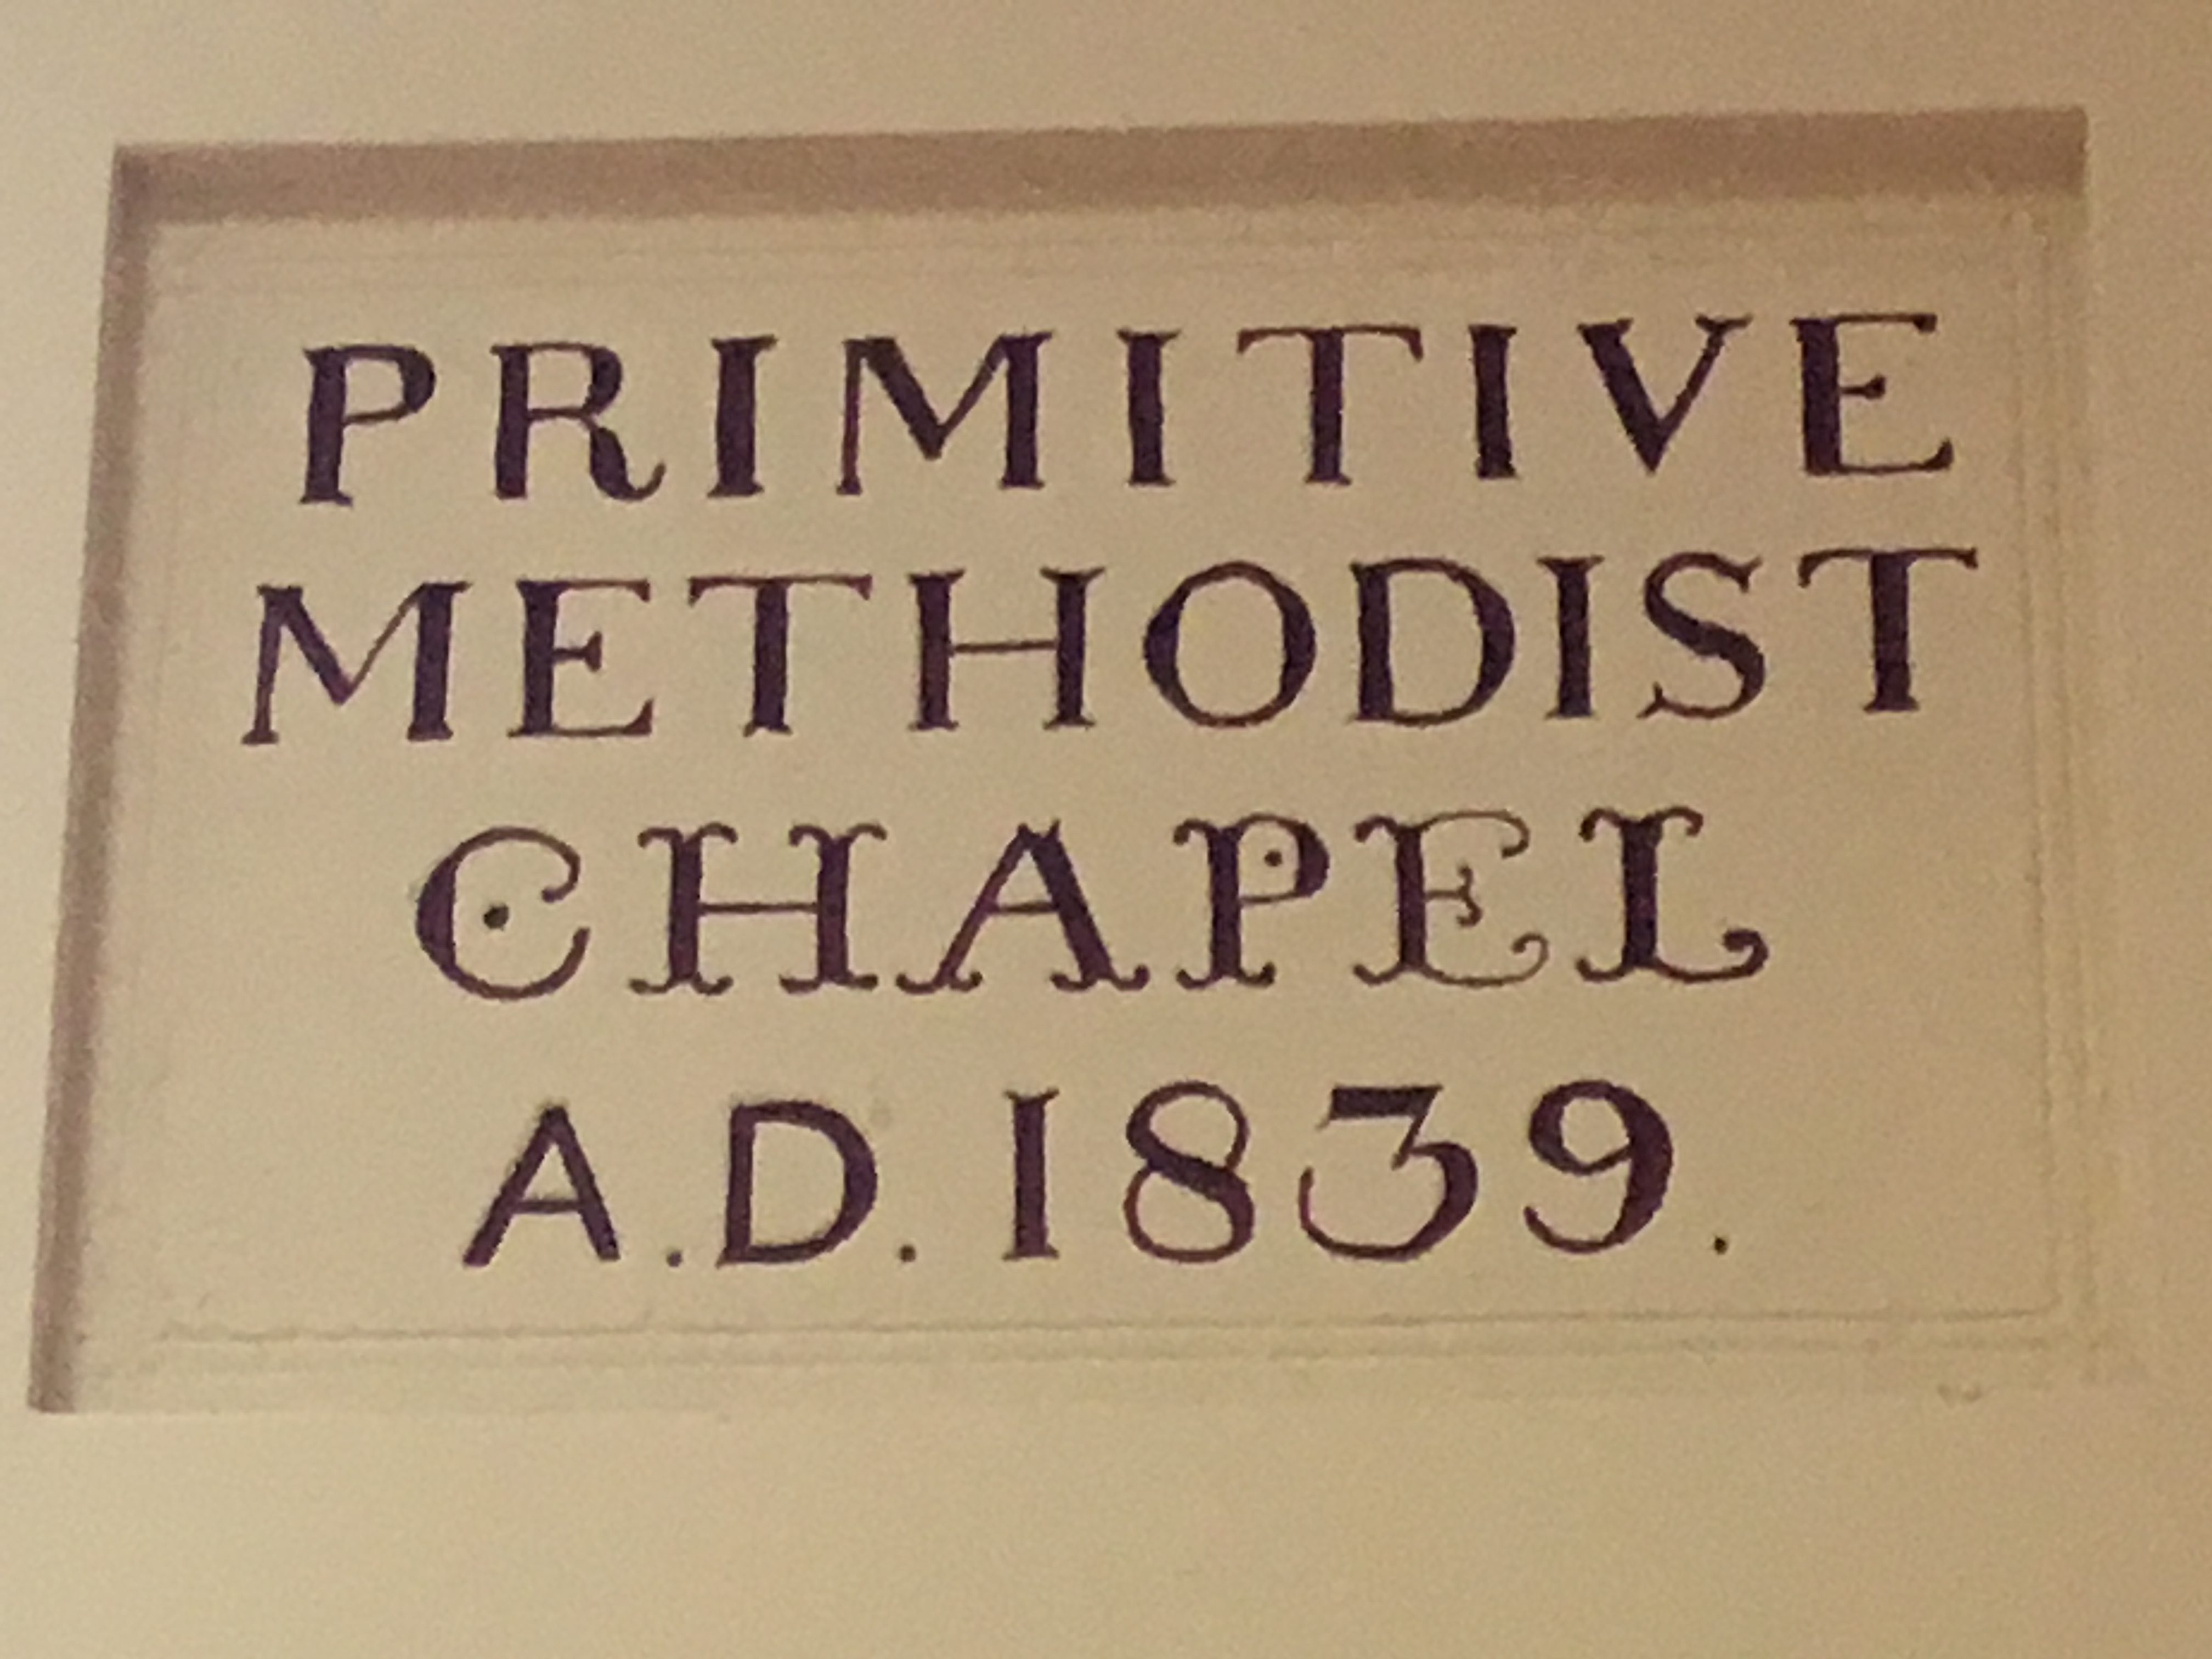 PRIMITIVE
METHODIST
CHAPEL
A.D. 1839.